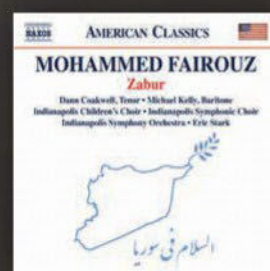 NAXOS
AMERICAN CLASSICS
MOHAMMED FAIROUZ
Zabur
Dann Coakwell, Tenor • Michael Kelly, Baritone
Indianapolis Children's Choir • Indianapolis Symphonic Choir
Indianapolis Symphony Orchestra • Eric Stark
السلام في سوريا